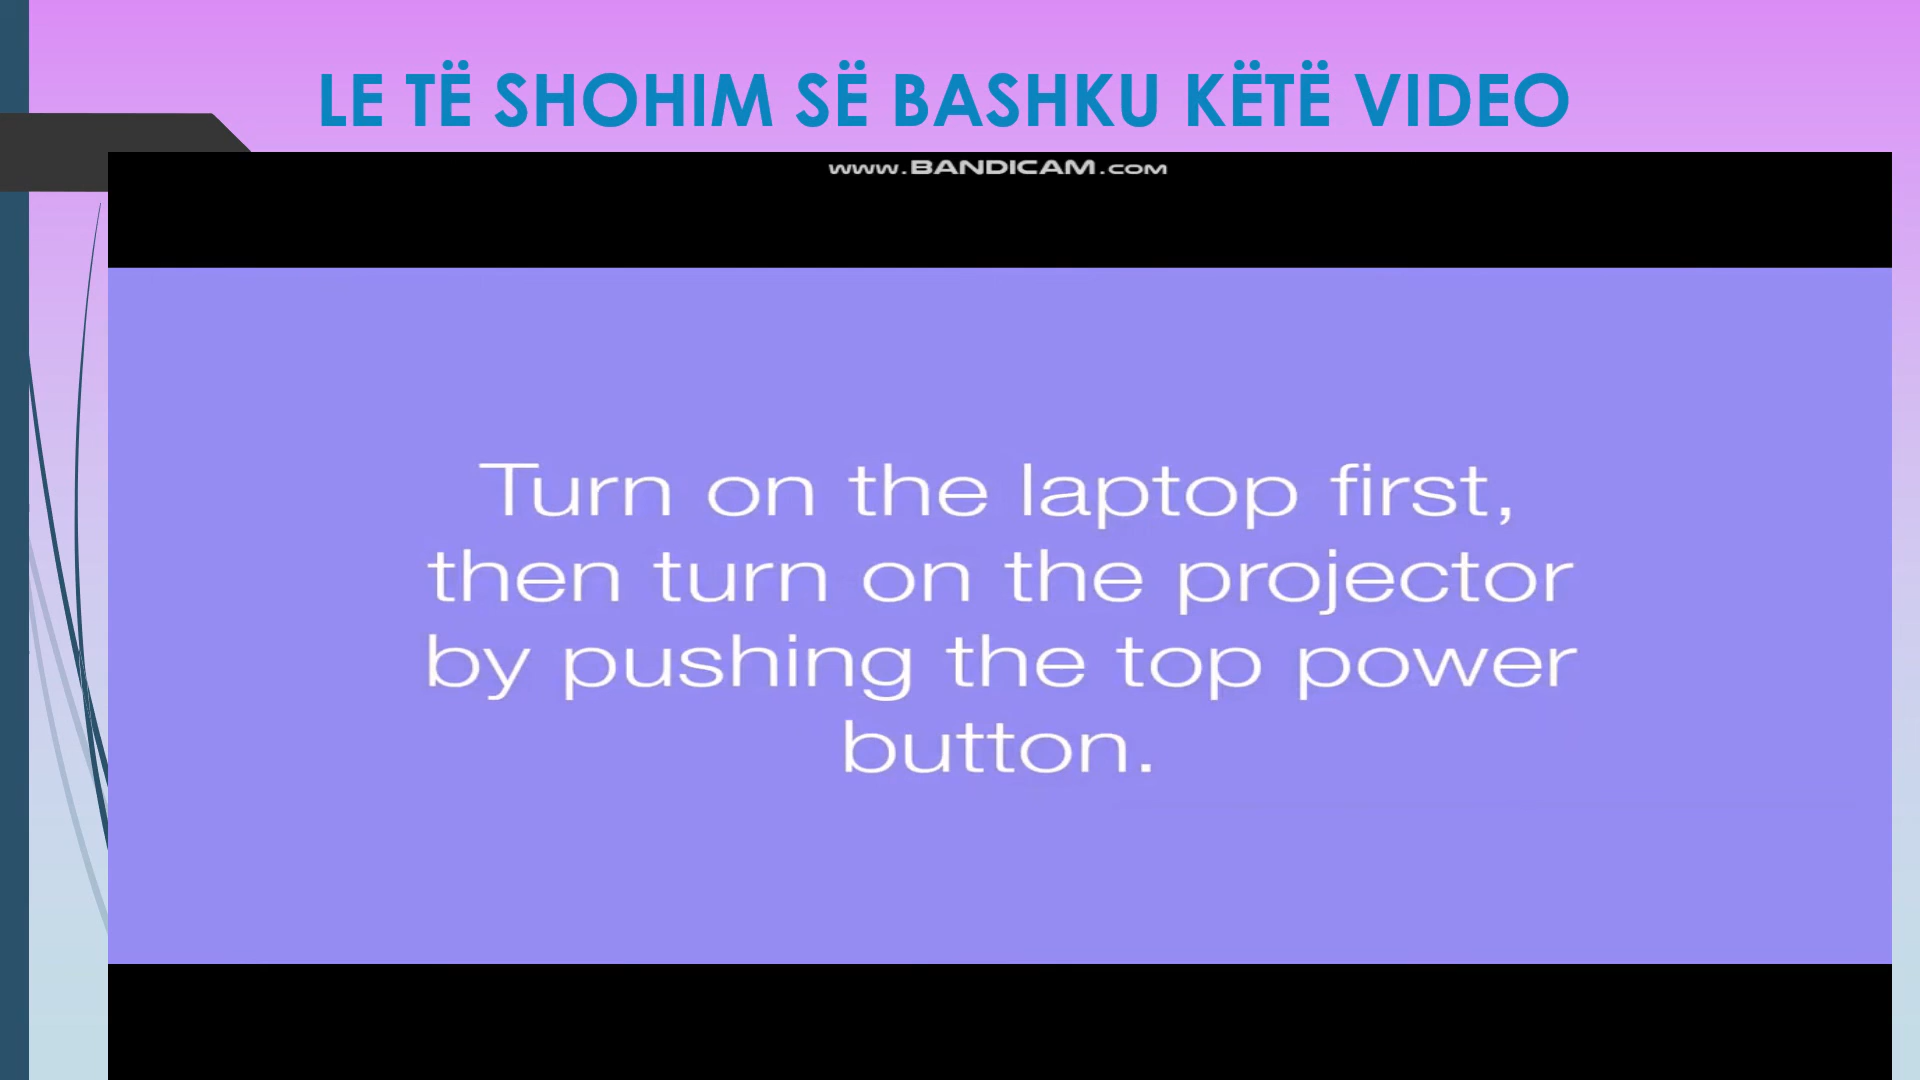 LE TË SHOHIM SË BASHKU KËTË VIDEO
www.BANDICAM.com
Turn on the laptop first,
then turn on the projector
by pushing the top power
button.